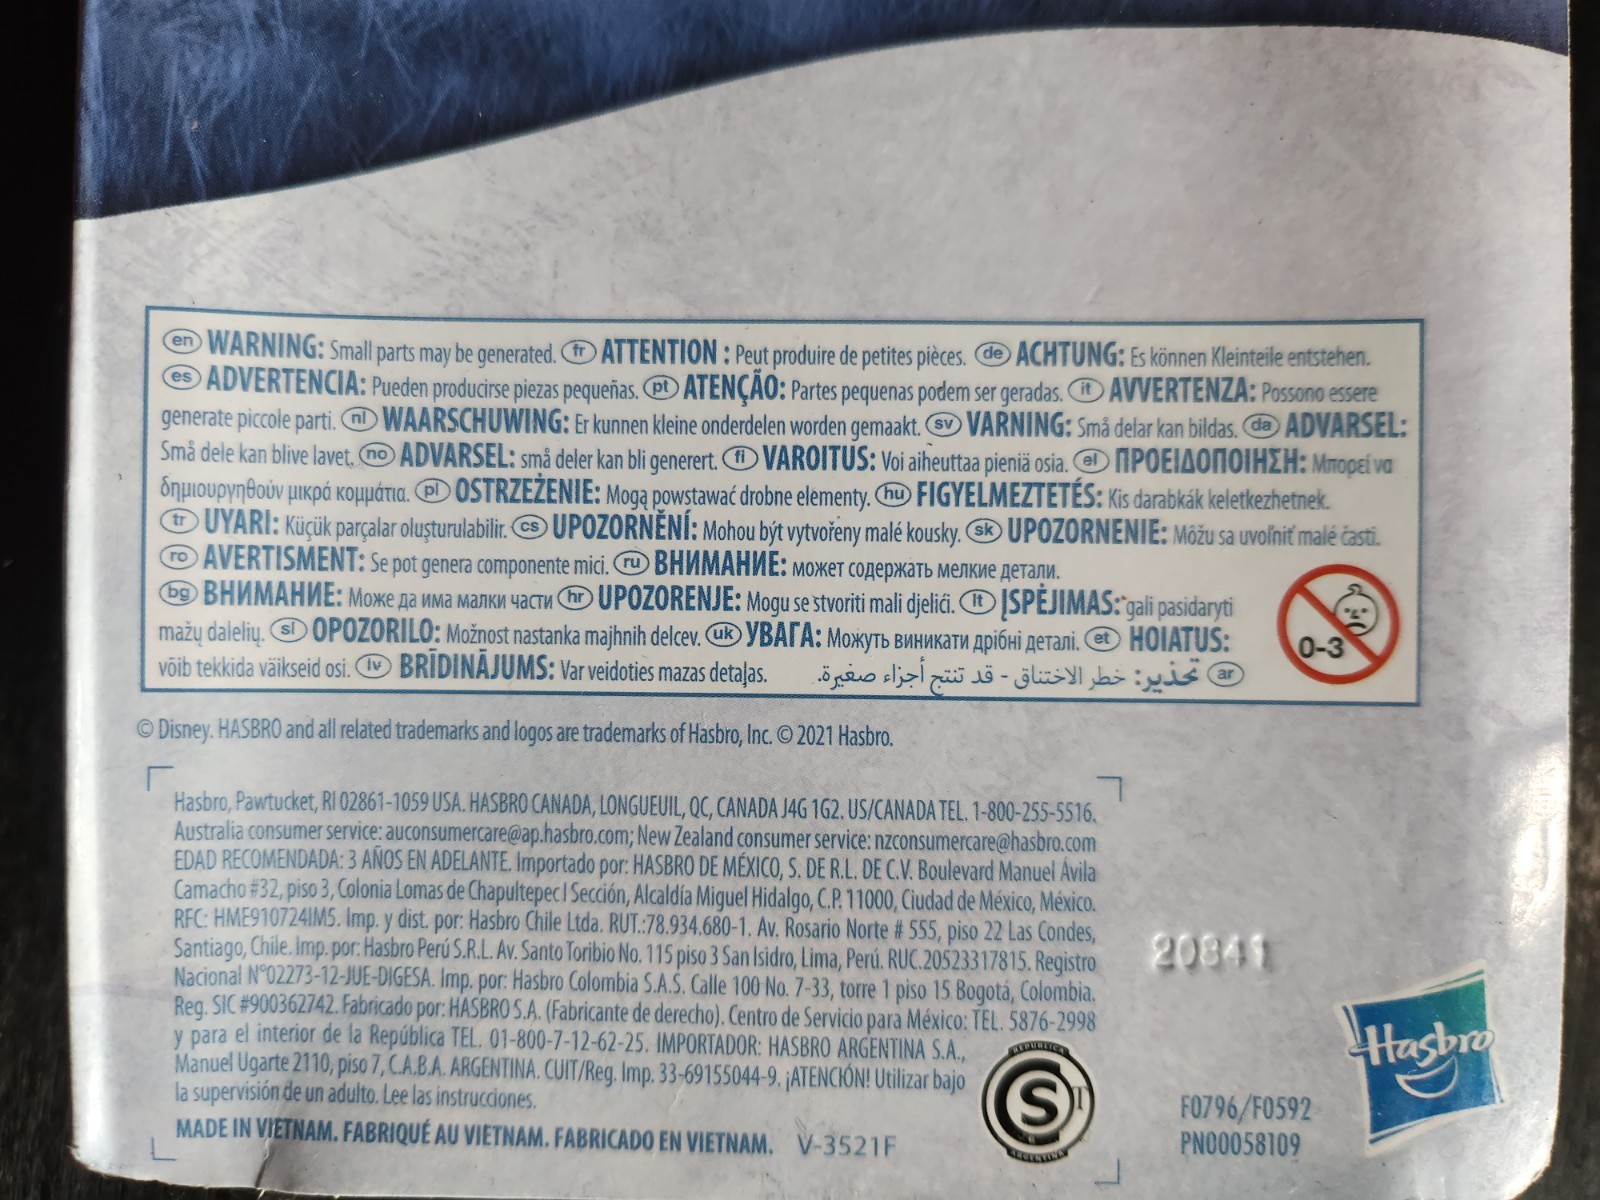 en WARNING: Small parts may be generated. fr ATTENTION : Peut produire de petites pièces. de ACHTUNG: Es können Kleinteile entstehen.
es ADVERTENCIA: Pueden producirse piezas pequeñas. pt ATENÇÃO: Partes pequenas podem ser geradas. it AVVERTENZA: Possono essere
generate piccole parti. nl WAARSCHUWING: Er kunnen kleine onderdelen worden gemaakt. sv VARNING: Små delar kan bildas. da ADVARSEL:
Små dele kan blive lavet. no ADVARSEL: små deler kan bli generert. fi VAROITUS: Voi aiheuttaa pieniä osia. el ΠΡΟΕΙΔΟΠΟΙΗΣΗ: Μπορεί να
δημιουργηθούν μικρά κομμάτια. pl OSTRZEŻENIE: Mogą powstawać drobne elementy. hu FIGYELMEZTETÉS: Kis darabkák keletkezhetnek.
tr UYARI: Küçük parçalar oluşturulabilir. cs UPOZORNĚNÍ: Mohou být vytvořeny malé kousky. sk UPOZORNENIE: Môžu sa uvoľniť malé časti.
ro AVERTISMENT: Se pot genera componente mici. ru ВНИМАНИЕ: может содержать мелкие детали.
bg ВНИМАНИЕ: Може да има малки части hr UPOZORENJE: Mogu se stvoriti mali djelići. lt ĮSPĖJIMAS: gali pasidaryti
mažų dalelių. sl OPOZORILO: Možnost nastanka majhnih delcev. uk УВАГА: Можуть виникати дрібні деталі. et HOIATUS:
võib tekkida väikseid osi. lv BRĪDINĀJUMS: Var veidoties mazas detaļas. ar تحذير: خطر الاختناق - قد تنتج أجزاء صغيرة.
0-3
© Disney. HASBRO and all related trademarks and logos are trademarks of Hasbro, Inc. © 2021 Hasbro.
Hasbro, Pawtucket, RI 02861-1059 USA. HASBRO CANADA, LONGUEUIL, QC, CANADA J4G 1G2. US/CANADA TEL. 1-800-255-5516.
Australia consumer service: auconsumercare@ap.hasbro.com; New Zealand consumer service: nzconsumercare@hasbro.com
EDAD RECOMENDADA: 3 AÑOS EN ADELANTE. Importado por: HASBRO DE MÉXICO, S. DE R.L. DE C.V. Boulevard Manuel Ávila
Camacho #32, piso 3, Colonia Lomas de Chapultepec I Sección, Alcaldía Miguel Hidalgo, C.P. 11000, Ciudad de México, México.
RFC: HME910724IM5. Imp. y dist. por: Hasbro Chile Ltda. RUT.:78.934.680-1. Av. Rosario Norte # 555, piso 22 Las Condes,
Santiago, Chile. Imp. por: Hasbro Perú S.R.L. Av. Santo Toribio No. 115 piso 3 San Isidro, Lima, Perú. RUC.20523317815. Registro
Nacional N°02273-12-JUE-DIGESA. Imp. por: Hasbro Colombia S.A.S. Calle 100 No. 7-33, torre 1 piso 15 Bogotá, Colombia.
Reg. SIC #900362742. Fabricado por: HASBRO S.A. (Fabricante de derecho). Centro de Servicio para México: TEL. 5876-2998
y para el interior de la República TEL. 01-800-7-12-62-25. IMPORTADOR: HASBRO ARGENTINA S.A.,
Manuel Ugarte 2110, piso 7, C.A.B.A. ARGENTINA. CUIT/Reg. Imp. 33-69155044-9. ¡ATENCIÓN! Utilizar bajo
la supervisión de un adulto. Lee las instrucciones.
MADE IN VIETNAM. FABRIQUÉ AU VIETNAM. FABRICADO EN VIETNAM. V-3521F
REPUBLICA
S T
ARGENTINA
20841
Hasbro
F0796/F0592
PN00058109